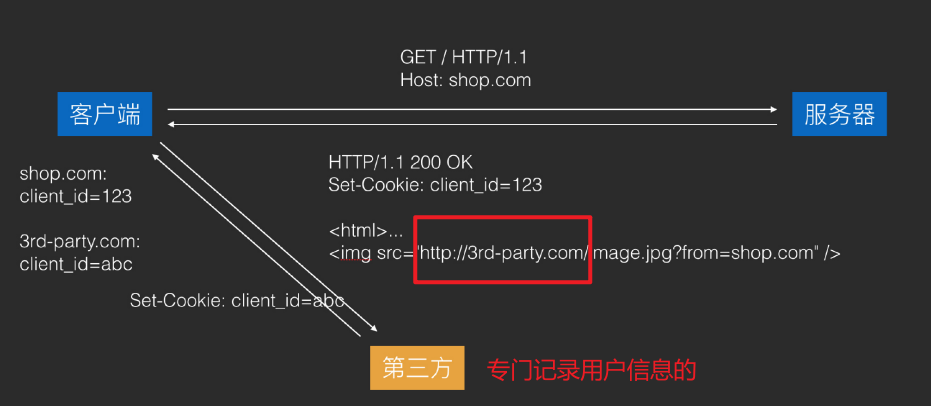 GET / HTTP/1.1
Host: shop.com
客户端
服务器
HTTP/1.1 200 OK
Set-Cookie: client_id=123
shop.com:
client_id=123
<html>...
<img src="http://3rd-party.com/image.jpg?from=shop.com" />
3rd-party.com:
client_id=abc
Set-Cookie: client_id=abc
第三方
专门记录用户信息的